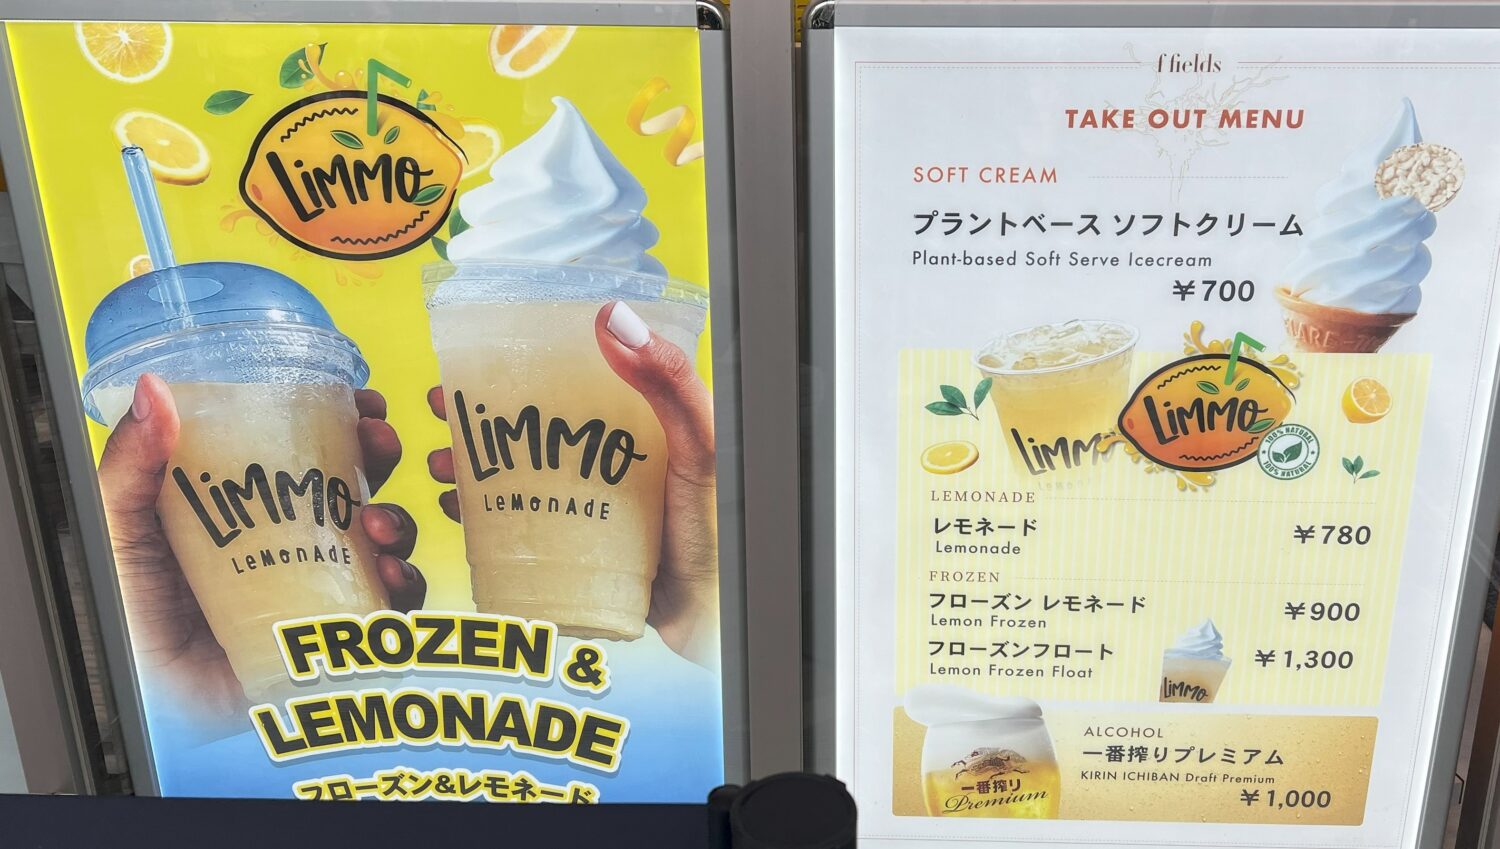 LiMMO
LiMMO
LeMonAdE
LiMMO
LeMonAdE
FROZEN &
LEMONADE
フローズン&レモネード
f fields
TAKE OUT MENU
SOFT CREAM
プラントベース ソフトクリーム
Plant-based Soft Serve Icecream
¥700
LiMMO
LiMMO
100% NATURAL
100% NATURAL
LEMONADE
レモネード
Lemonade
¥780
FROZEN
フローズン レモネード
Lemon Frozen
¥900
フローズンフロート
Lemon Frozen Float
¥1,300
LiMMO
ALCOHOL
一番搾りプレミアム
KIRIN ICHIBAN Draft Premium
¥1,000
一番搾り
Premium